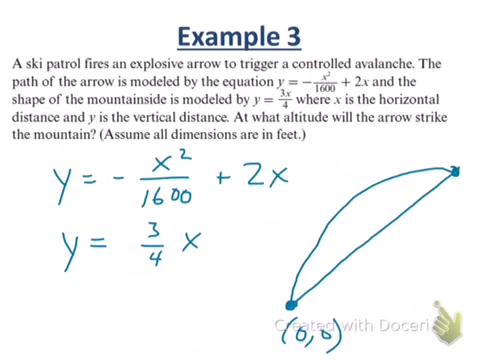 Example 3
A ski patrol fires an explosive arrow to trigger a controlled avalanche. The
path of the arrow is modeled by the equation y = − x²/1600 + 2x and the
shape of the mountainside is modeled by y = 3x/4 where x is the horizontal
distance and y is the vertical distance. At what altitude will the arrow strike
the mountain? (Assume all dimensions are in feet.)
y = - x²/1600 + 2x
y = 3/4 x
Created with Doceri
(0,0)